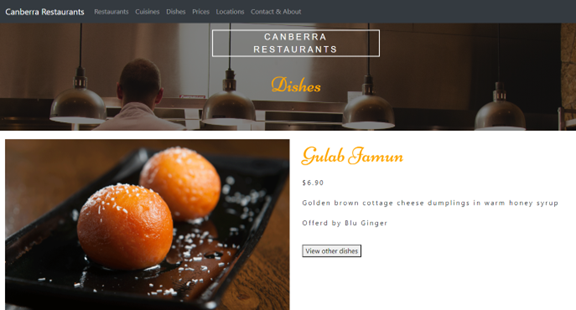 Canberra Restaurants Restaurants Cuisines Dishes Prices Locations Contact & About
CANBERRA
RESTAURANTS
Dishes
Gulab Jamun
$6.90
Golden brown cottage cheese dumplings in warm honey syrup
Offerd by Blu Ginger
View other dishes